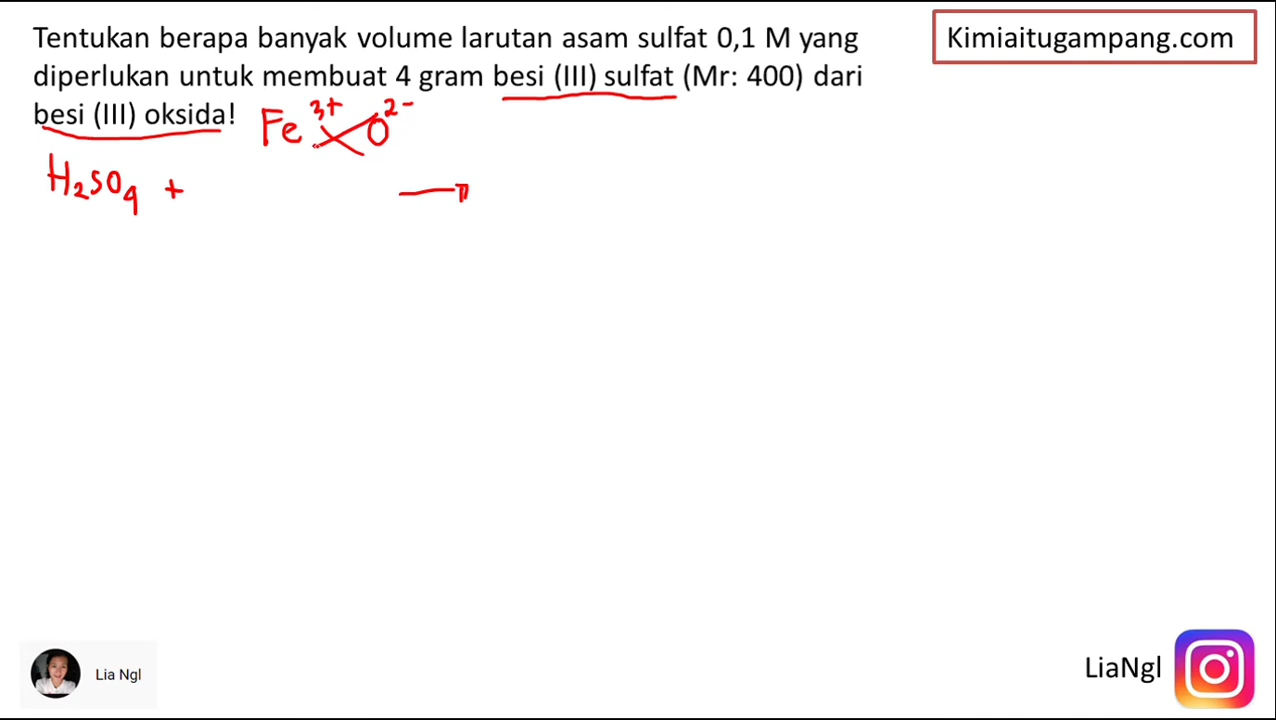 Tentukan berapa banyak volume larutan asam sulfat 0,1 M yang
diperlukan untuk membuat 4 gram besi (III) sulfat (Mr: 400) dari
besi (III) oksida!
Fe³⁺ O²⁻
H₂SO₄ + →
Kimiaitugampang.com
Lia Ngl
LiaNgl